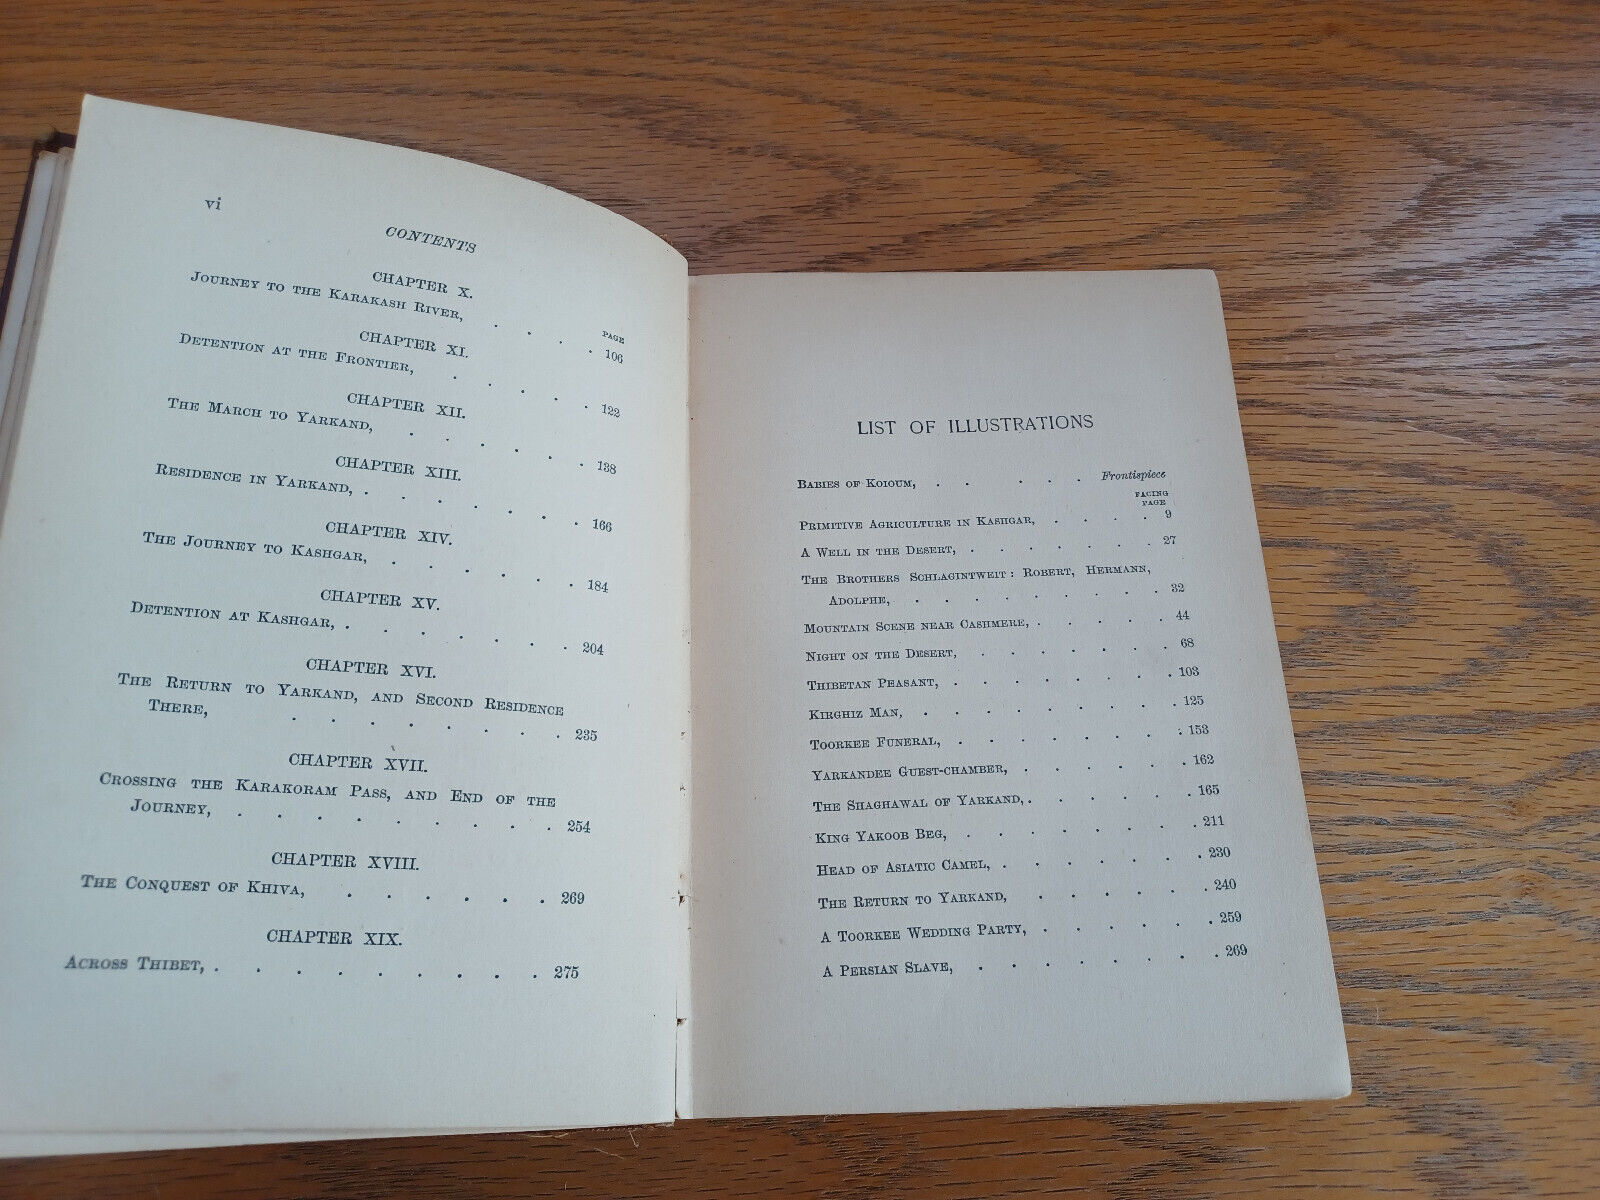 vi
CONTENTS
CHAPTER X.
PAGE
JOURNEY TO THE KARAKASH RIVER, . . . . 106
CHAPTER XI.
DETENTION AT THE FRONTIER, . . . . . 122
CHAPTER XII.
THE MARCH TO YARKAND, . . . . . . 138
CHAPTER XIII.
RESIDENCE IN YARKAND, . . . . . . . 166
CHAPTER XIV.
THE JOURNEY TO KASHGAR, . . . . . . 184
CHAPTER XV.
DETENTION AT KASHGAR, . . . . . . . 204
CHAPTER XVI.
THE RETURN TO YARKAND, AND SECOND RESIDENCE
THERE, . . . . . . . . 235
CHAPTER XVII.
CROSSING THE KARAKORAM PASS, AND END OF THE
JOURNEY, . . . . . . . . . 254
CHAPTER XVIII.
THE CONQUEST OF KHIVA, . . . . . . 269
CHAPTER XIX.
ACROSS THIBET, . . . . . . . . . 275
LIST OF ILLUSTRATIONS
BABIES OF KOIOUM, . . . . . Frontispiece
FACING
PAGE
PRIMITIVE AGRICULTURE IN KASHGAR, . . . . 9
A WELL IN THE DESERT, . . . . . . . 27
THE BROTHERS SCHLAGINTWEIT: ROBERT, HERMANN,
ADOLPHE, . . . . . . . . . 32
MOUNTAIN SCENE NEAR CASHMERE, . . . . . 44
NIGHT ON THE DESERT, . . . . . . . 68
THIBETAN PEASANT, . . . . . . . . 103
KIRGHIZ MAN, . . . . . . . . . 125
TOORKEE FUNERAL, . . . . . . . . 153
YARKANDEE GUEST-CHAMBER, . . . . . . 162
THE SHAGHAWAL OF YARKAND, . . . . . . 165
KING YAKOOB BEG, . . . . . . . . 211
HEAD OF ASIATIC CAMEL, . . . . . . . 230
THE RETURN TO YARKAND, . . . . . . 240
A TOORKEE WEDDING PARTY, . . . . . . 259
A PERSIAN SLAVE, . . . . . . . . 269